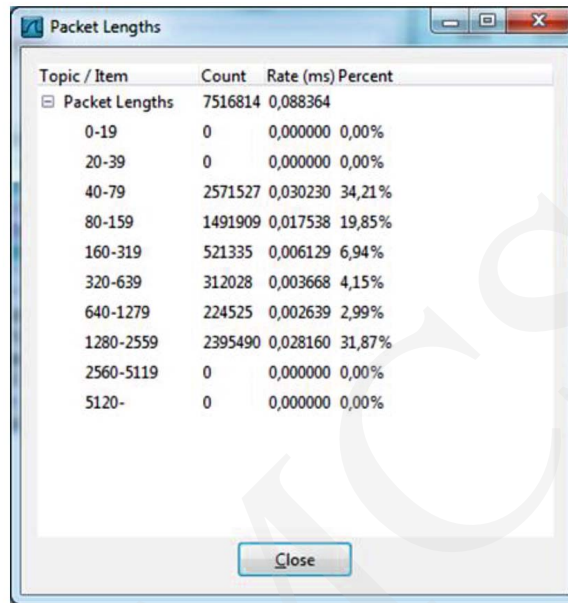 Packet Lengths
Topic / Item Count Rate (ms) Percent
Packet Lengths 7516814 0,088364
0-19 0 0,000000 0,00%
20-39 0 0,000000 0,00%
40-79 2571527 0,030230 34,21%
80-159 1491909 0,017538 19,85%
160-319 521335 0,006129 6,94%
320-639 312028 0,003668 4,15%
640-1279 224525 0,002639 2,99%
1280-2559 2395490 0,028160 31,87%
2560-5119 0 0,000000 0,00%
5120- 0 0,000000 0,00%
Close